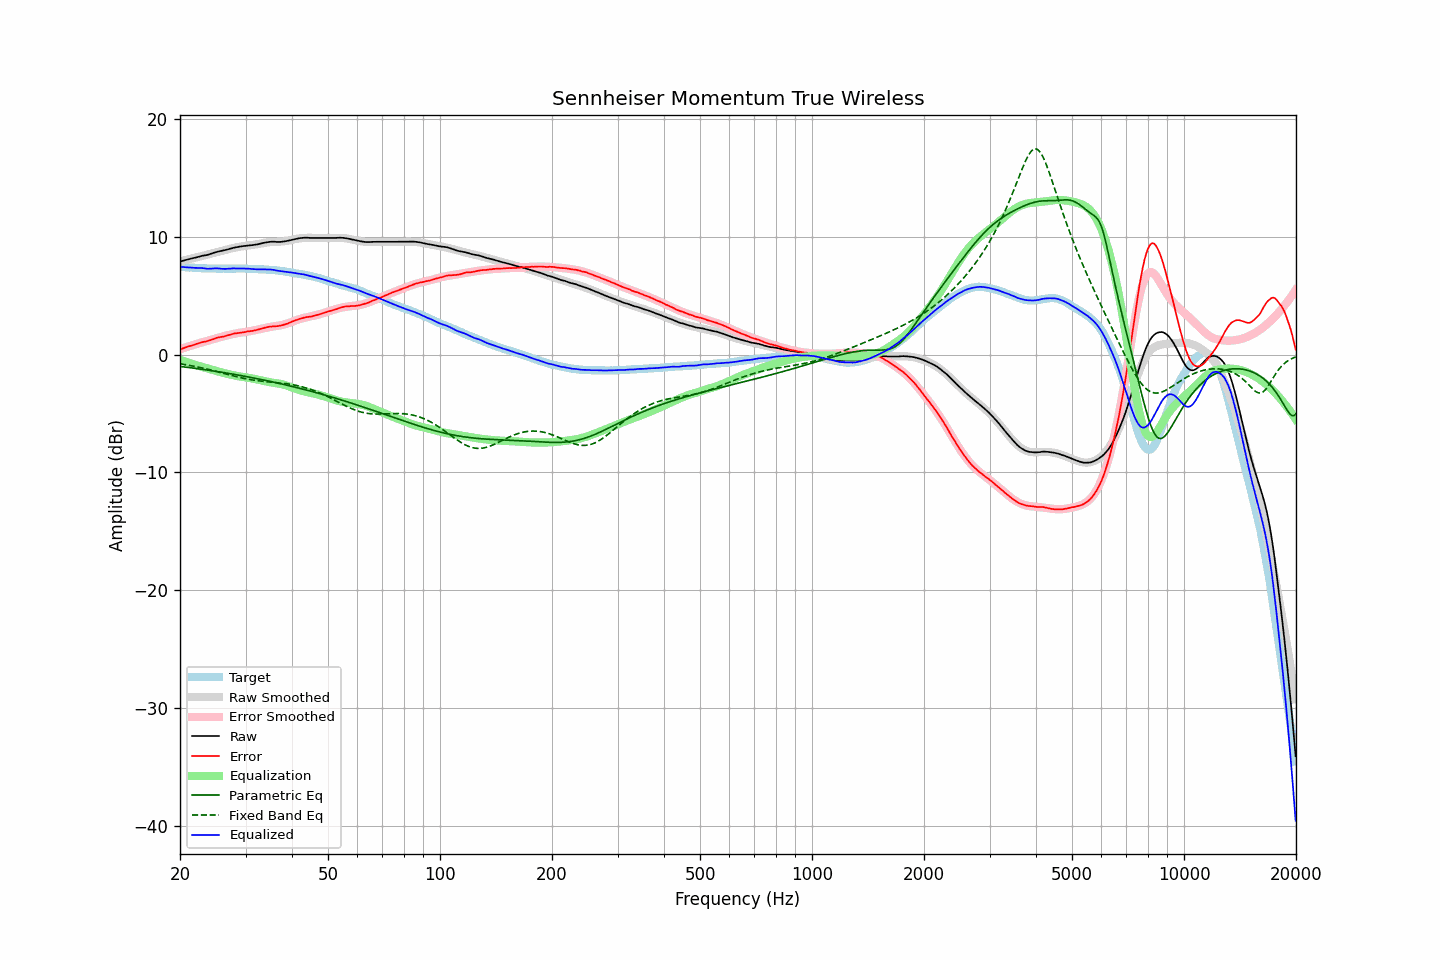 Sennheiser Momentum True Wireless
20
10
0
−10
−20
−30
−40
Amplitude (dBr)
Target
Raw Smoothed
Error Smoothed
Raw
Error
Equalization
Parametric Eq
Fixed Band Eq
Equalized
20 50 100 200 500 1000 2000 5000 10000 20000
Frequency (Hz)